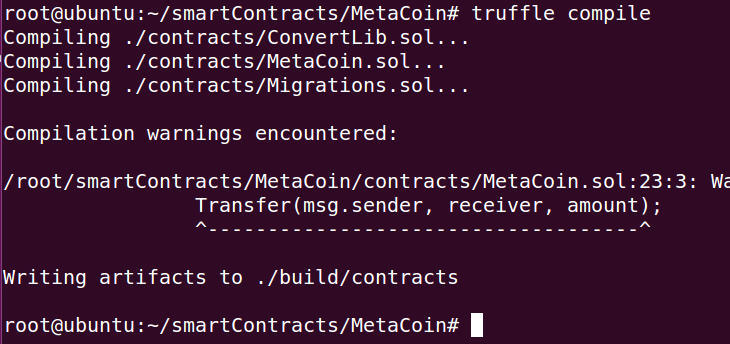 root@ubuntu:~/smartContracts/MetaCoin# truffle compile
Compiling ./contracts/ConvertLib.sol...
Compiling ./contracts/MetaCoin.sol...
Compiling ./contracts/Migrations.sol...
Compilation warnings encountered:
/root/smartContracts/MetaCoin/contracts/MetaCoin.sol:23:3: Wa
Transfer(msg.sender, receiver, amount);
^------------------------------------^
Writing artifacts to ./build/contracts
root@ubuntu:~/smartContracts/MetaCoin#